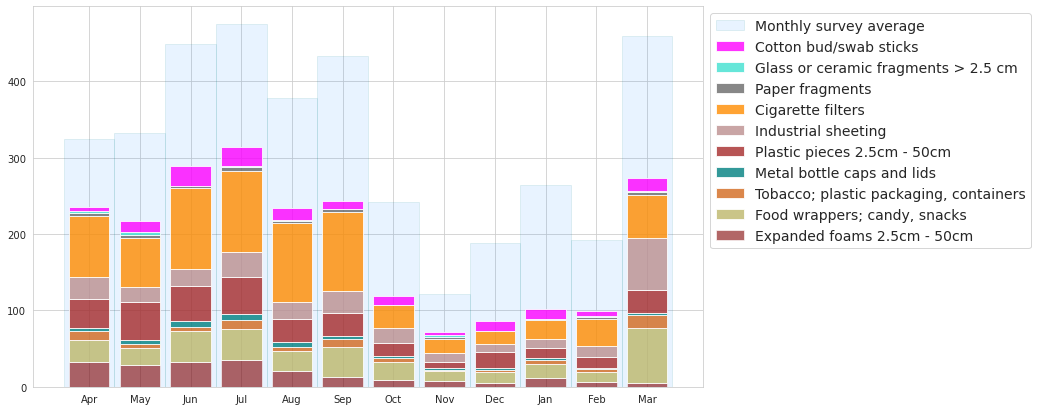 400
300
200
100
0
Apr May Jun Jul Aug Sep Oct Nov Dec Jan Feb Mar
Monthly survey average
Cotton bud/swab sticks
Glass or ceramic fragments > 2.5 cm
Paper fragments
Cigarette filters
Industrial sheeting
Plastic pieces 2.5cm - 50cm
Metal bottle caps and lids
Tobacco; plastic packaging, containers
Food wrappers; candy, snacks
Expanded foams 2.5cm - 50cm